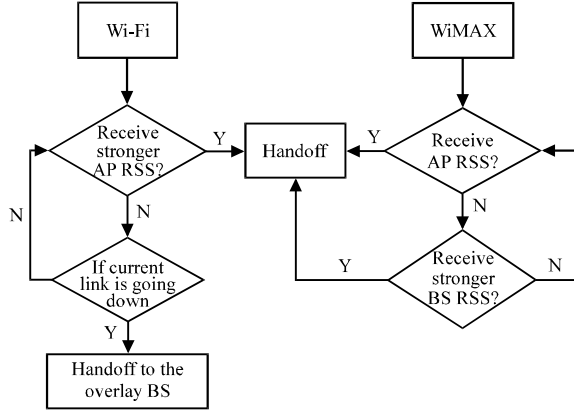 Wi-Fi
WiMAX
Receive
stronger
AP RSS?
Y
Handoff
Y
Receive
AP RSS?
N
N
N
If current
link is going
down
Y
Receive
stronger
BS RSS?
N
Y
Handoff to the
overlay BS